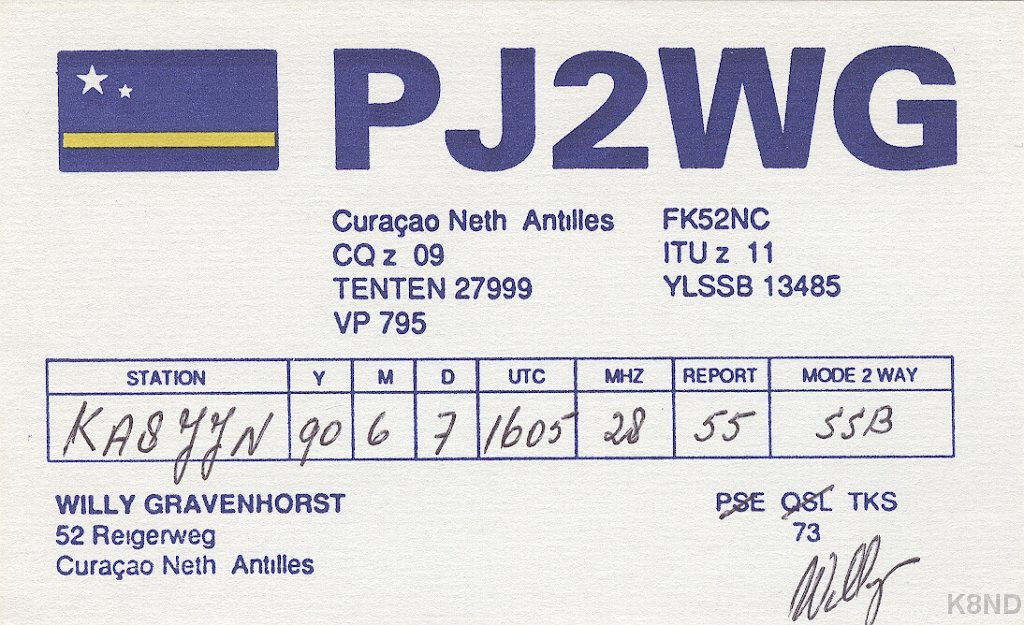 PJ2WG
Curaçao Neth Antilles FK52NC
CQ z 09 ITU z 11
TENTEN 27999 YLSSB 13485
VP 795
STATION Y M D UTC MHZ REPORT MODE 2 WAY
KA8YYN 90 6 7 1605 28 55 SSB
WILLY GRAVENHORST PSE QSL TKS
52 Reigerweg 73
Curaçao Neth Antilles Willy
K8ND